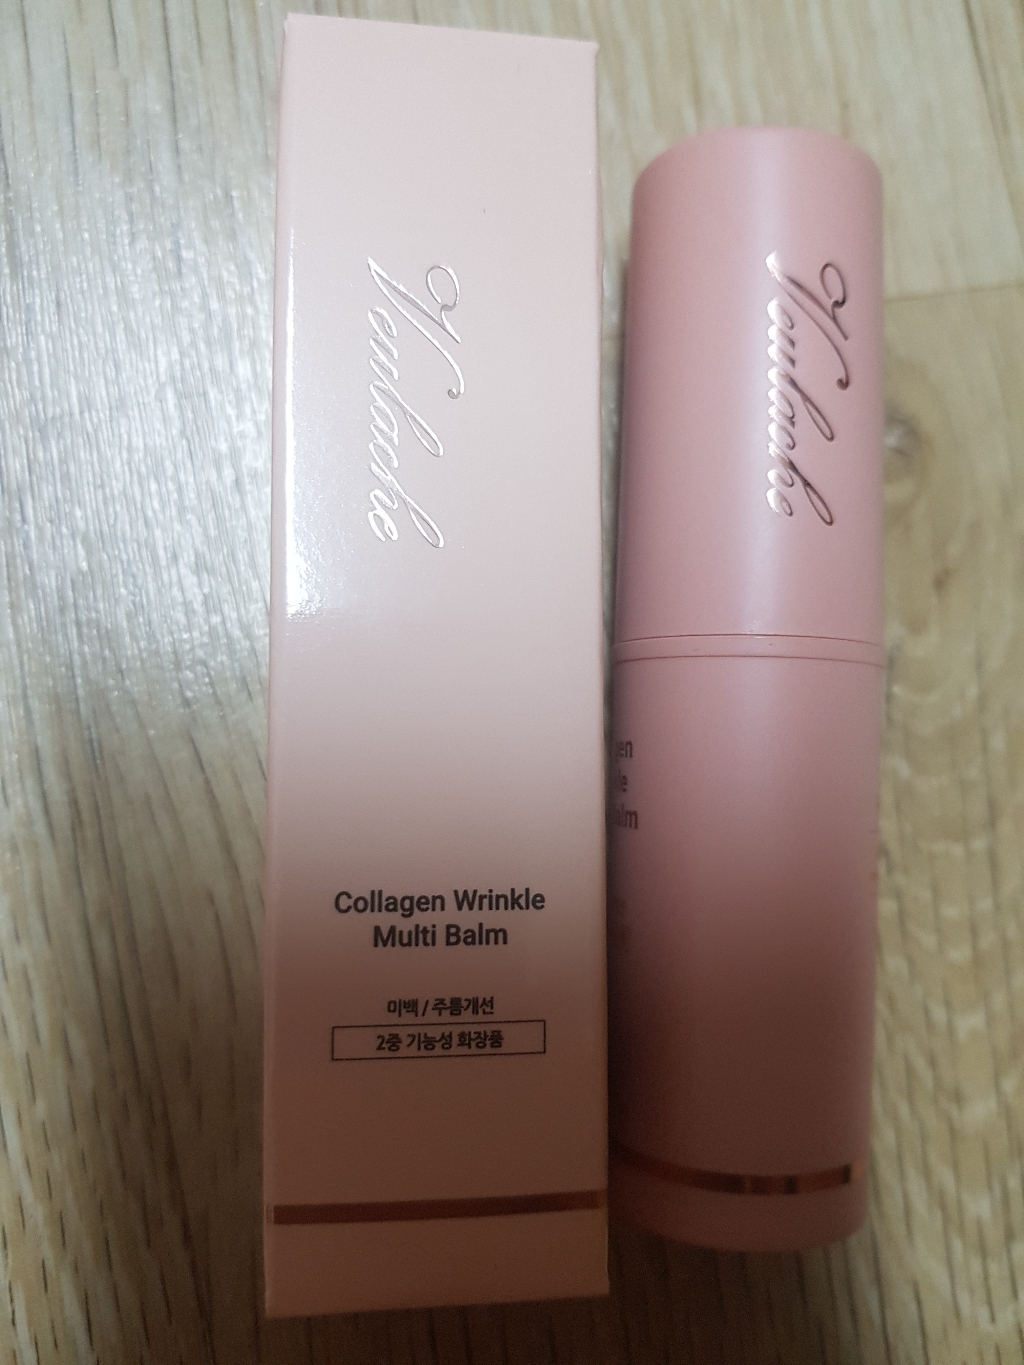 Veulache
Collagen Wrinkle
Multi Balm
미백 / 주름개선
2중 기능성 화장품
Veulache